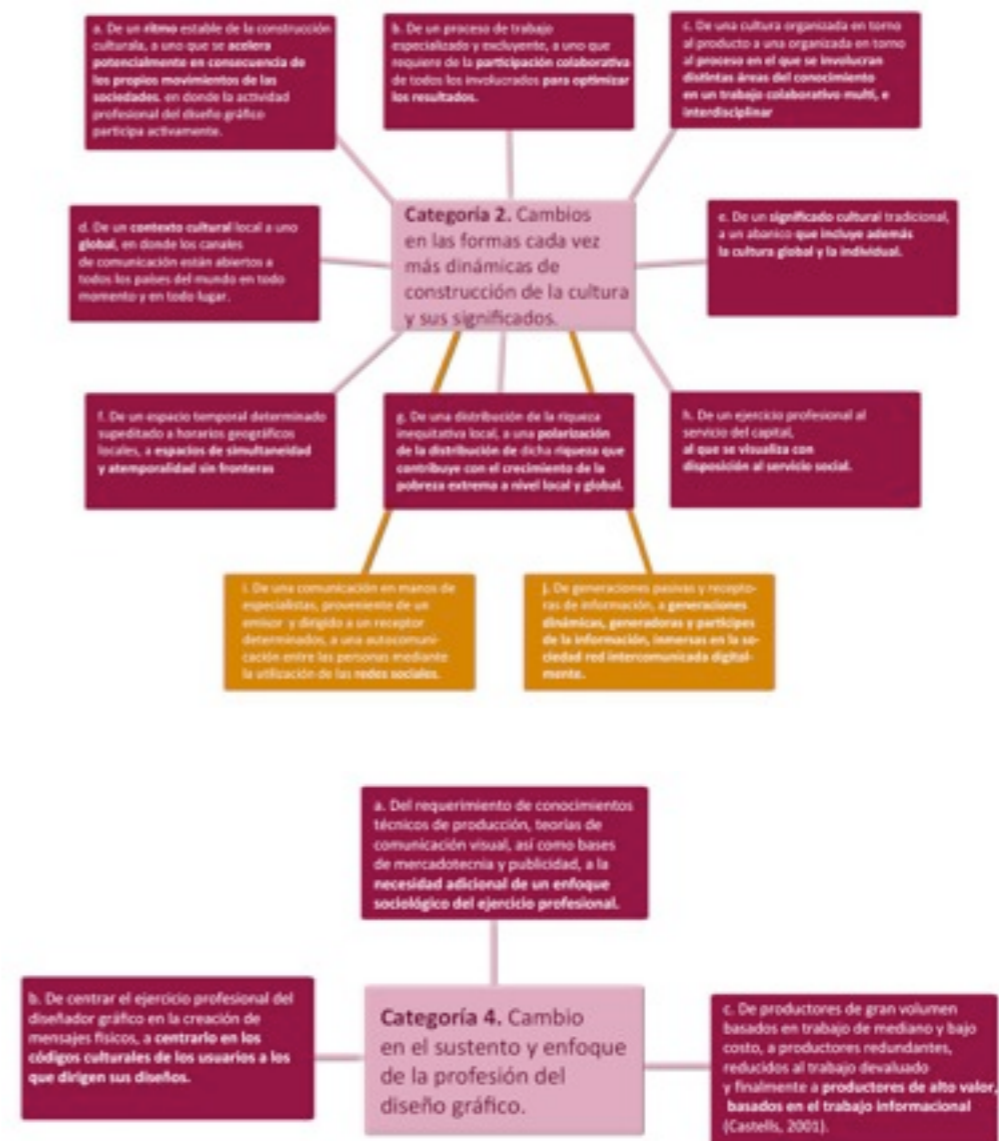 a. De un ritmo estable de la construcción
culturala, a uno que se acelera
potencialmente en consecuencia de
los propios movimientos de las
sociedades, en donde la actividad
profesional del diseño gráfico
participa activamente.
b. De un proceso de trabajo
especializado y excluyente, a uno que
requiere de la participación colaborativa
de todos los involucrados para optimizar
los resultados.
c. De una cultura organizada en torno
al producto a una organizada en torno
al proceso en el que se involucran
distintas áreas del conocimiento
en un trabajo colaborativo multi, e
interdisciplinar
Categoría 2. Cambios
en las formas cada vez
más dinámicas de
construcción de la cultura
y sus significados.
d. De un contexto cultural local a uno
global, en donde los canales
de comunicación están abiertos a
todos los países del mundo en todo
momento y en todo lugar.
e. De un significado cultural tradicional,
a un abanico que incluye además
la cultura global y la individual.
f. De un espacio temporal determinado
supeditado a horarios geográficos
locales, a espacios de simultaneidad
y atemporalidad sin fronteras
g. De una distribución de la riqueza
inequitativa local, a una polarización
de la distribución de dicha riqueza que
contribuye con el crecimiento de la
pobreza extrema a nivel local y global.
h. De un ejercicio profesional al
servicio del capital,
al que se visualiza con
disposición al servicio social.
i. De una comunicación en manos de
especialistas, proveniente de un
emisor y dirigido a un receptor
determinados, a una autocomuni-
cación entre las personas mediante
la utilización de las redes sociales.
j. De generaciones pasivas y recepto-
ras de información, a generaciones
dinámicas, generadoras y partícipes
de la información, inmersas en la so-
ciedad red intercomunicada digital-
mente.
a. Del requerimiento de conocimientos
técnicos de producción, teorías de
comunicación visual, así como bases
de mercadotecnia y publicidad, a la
necesidad adicional de un enfoque
sociológico del ejercicio profesional.
b. De centrar el ejercicio profesional del
diseñador gráfico en la creación de
mensajes físicos, a centrarlo en los
códigos culturales de los usuarios a los
que dirigen sus diseños.
Categoría 4. Cambio
en el sustento y enfoque
de la profesión del
diseño gráfico.
c. De productores de gran volumen
basados en trabajo de mediano y bajo
costo, a productores redundantes,
reducidos al trabajo devaluado
y finalmente a productores de alto valor,
basados en el trabajo informacional
(Castells, 2001).